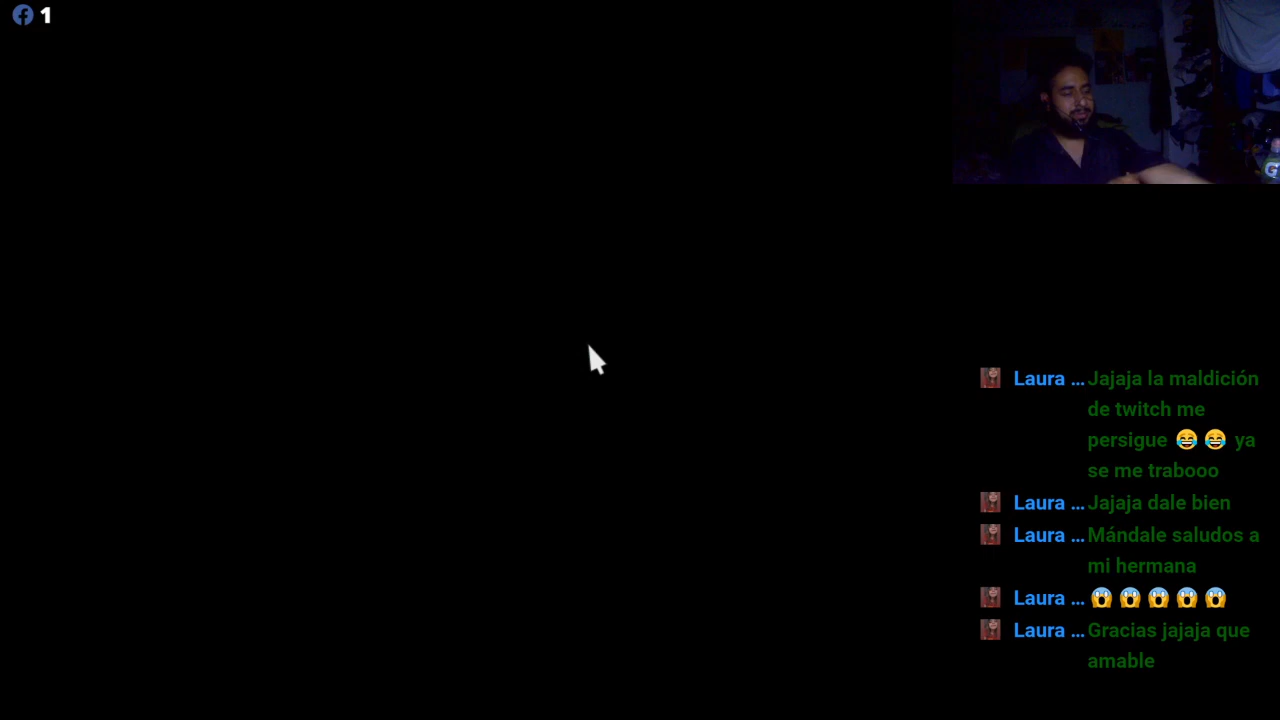 1
Laura ... Jajaja la maldición
de twitch me
persigue 😂 😂 ya
se me trabooo
Laura ... Jajaja dale bien
Laura ... Mándale saludos a
mi hermana
Laura ... 😱 😱 😱 😱 😱
Laura ... Gracias jajaja que
amable
G